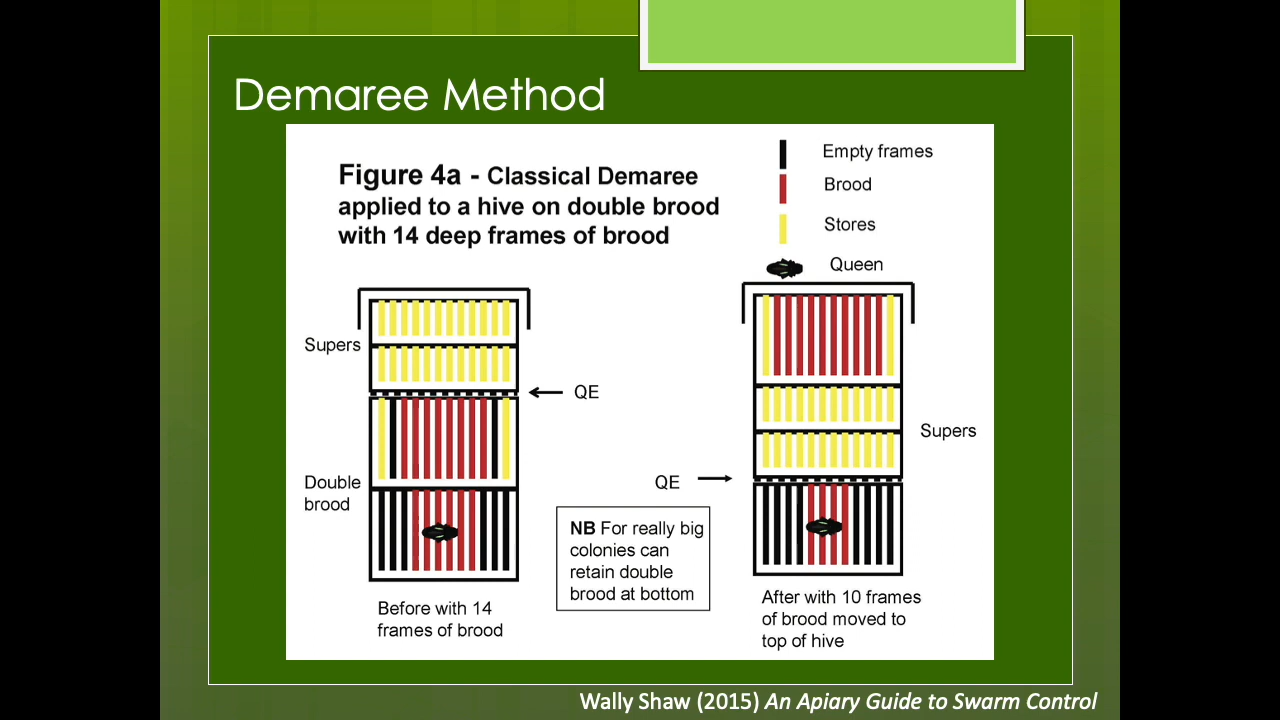 Demaree Method
Figure 4a - Classical Demaree
applied to a hive on double brood
with 14 deep frames of brood
Empty frames
Brood
Stores
Queen
Supers
QE
Double
brood
Before with 14
frames of brood
NB For really big
colonies can
retain double
brood at bottom
Supers
QE
After with 10 frames
of brood moved to
top of hive
Wally Shaw (2015) An Apiary Guide to Swarm Control